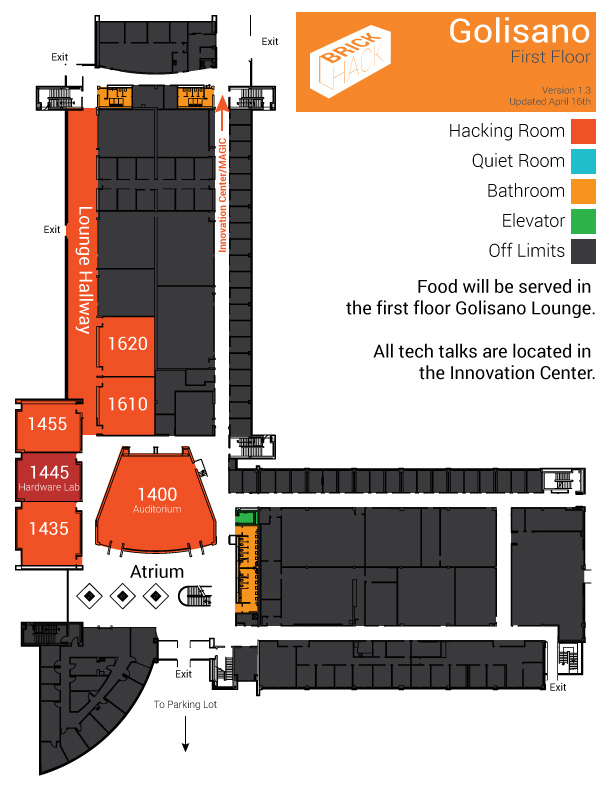 BRICK
HACK
Golisano
First Floor
Version 1.3
Updated April 16th
Hacking Room
Quiet Room
Bathroom
Elevator
Off Limits
Food will be served in
the first floor Golisano Lounge.
All tech talks are located in
the Innovation Center.
Exit
Exit
Innovation Center/MAGIC
Exit
Lounge Hallway
1620
1610
1455
1445
Hardware Lab
1435
1400
Auditorium
Atrium
Exit
Exit
To Parking Lot